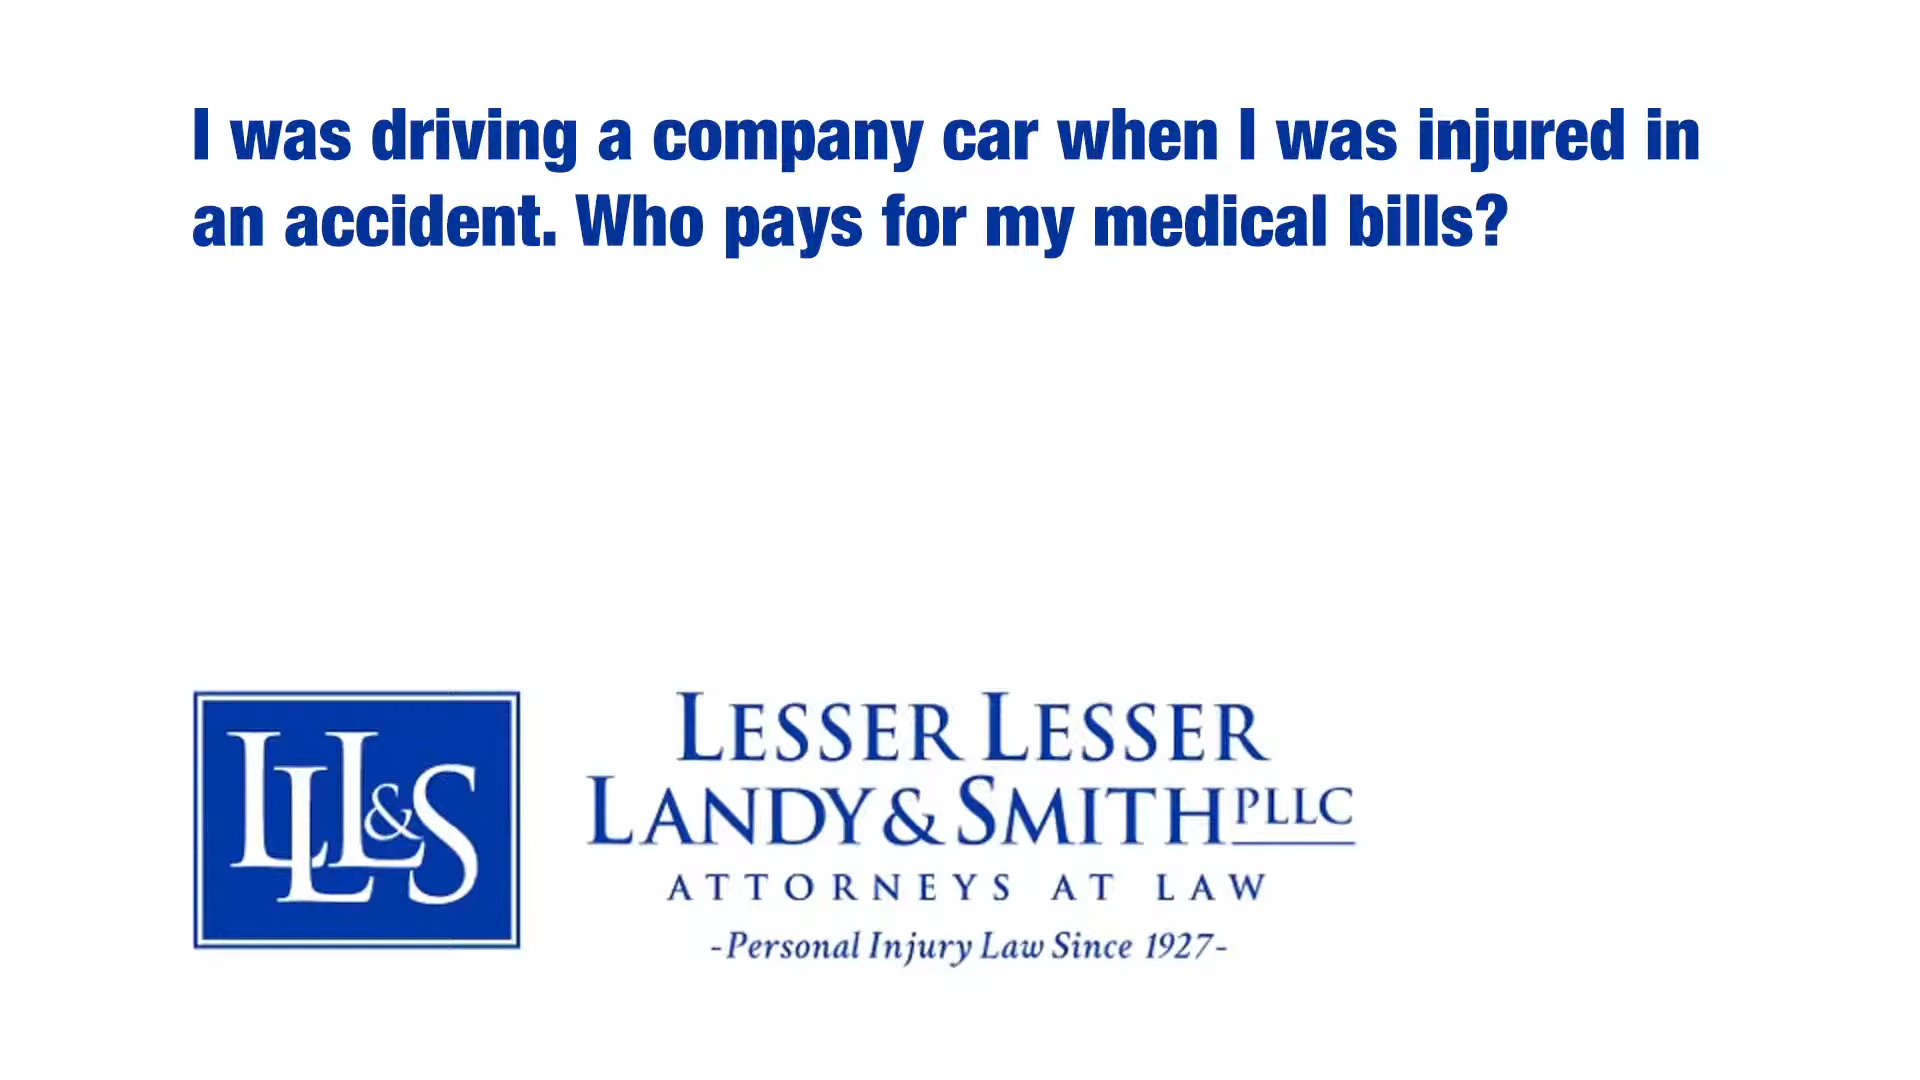 I was driving a company car when I was injured in
an accident. Who pays for my medical bills?
LL&S
LESSER LESSER
LANDY & SMITH PLLC
ATTORNEYS AT LAW
-Personal Injury Law Since 1927-